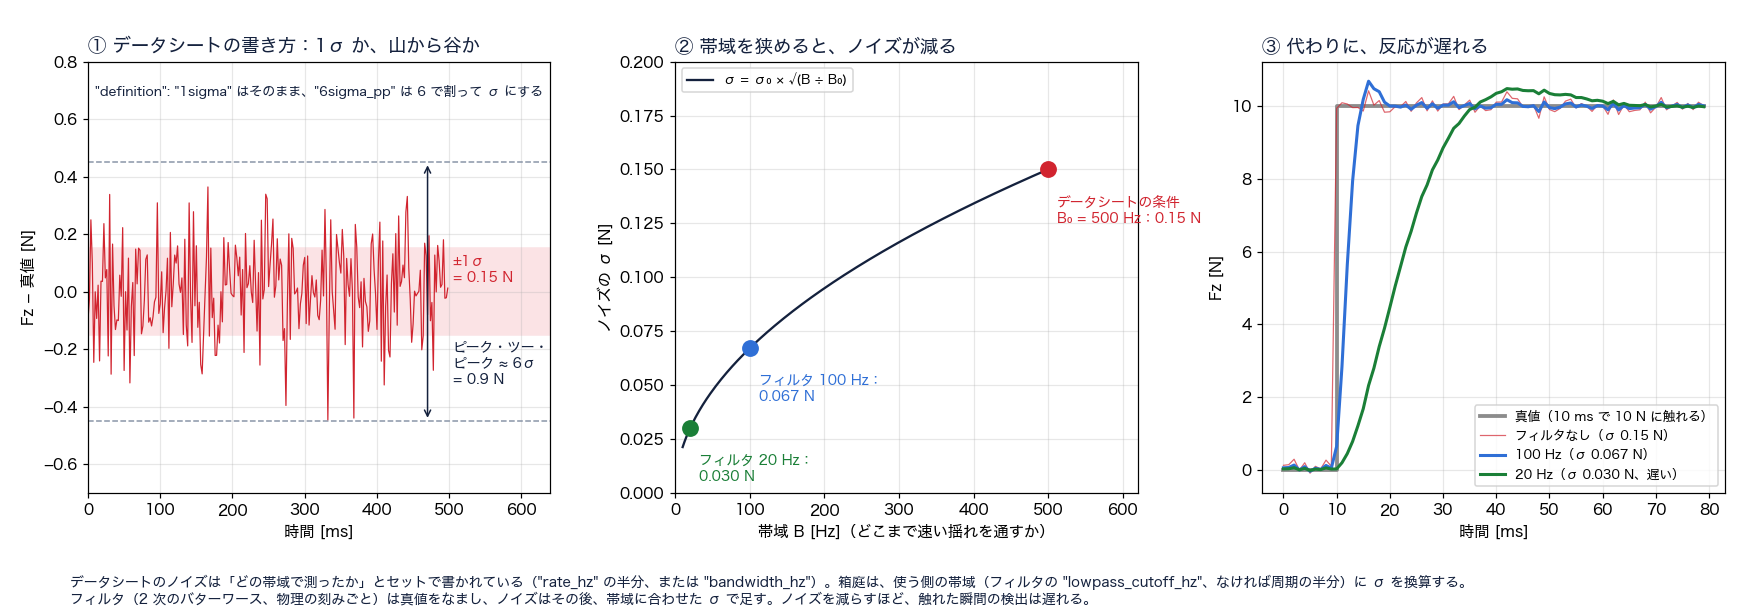 ① データシートの書き方：1σ か、山から谷か
"definition": "1sigma" はそのまま、"6sigma_pp" は 6 で割って σ にする
±1σ
= 0.15 N
ピーク・ツー・
ピーク ≈ 6σ
= 0.9 N
Fz − 真値 [N]
0.8
0.6
0.4
0.2
0.0
−0.2
−0.4
−0.6
0 100 200 300 400 500 600
時間 [ms]
② 帯域を狭めると、ノイズが減る
σ = σ₀ × √(B ÷ B₀)
データシートの条件
B₀ = 500 Hz：0.15 N
フィルタ 100 Hz：
0.067 N
フィルタ 20 Hz：
0.030 N
ノイズの σ [N]
0.200
0.175
0.150
0.125
0.100
0.075
0.050
0.025
0.000
0 100 200 300 400 500 600
帯域 B [Hz]（どこまで速い揺れを通すか）
③ 代わりに、反応が遅れる
Fz [N]
10
8
6
4
2
0
真値（10 ms で 10 N に触れる）
フィルタなし（σ 0.15 N）
100 Hz（σ 0.067 N）
20 Hz（σ 0.030 N、遅い）
0 10 20 30 40 50 60 70 80
時間 [ms]
データシートのノイズは「どの帯域で測ったか」とセットで書かれている（"rate_hz" の半分、または "bandwidth_hz"）。箱庭は、使う側の帯域（フィルタの "lowpass_cutoff_hz"、なければ周期の半分）に σ を換算する。
フィルタ（2 次のバターワース、物理の刻みごと）は真値をなまし、ノイズはその後、帯域に合わせた σ で足す。ノイズを減らすほど、触れた瞬間の検出は遅れる。